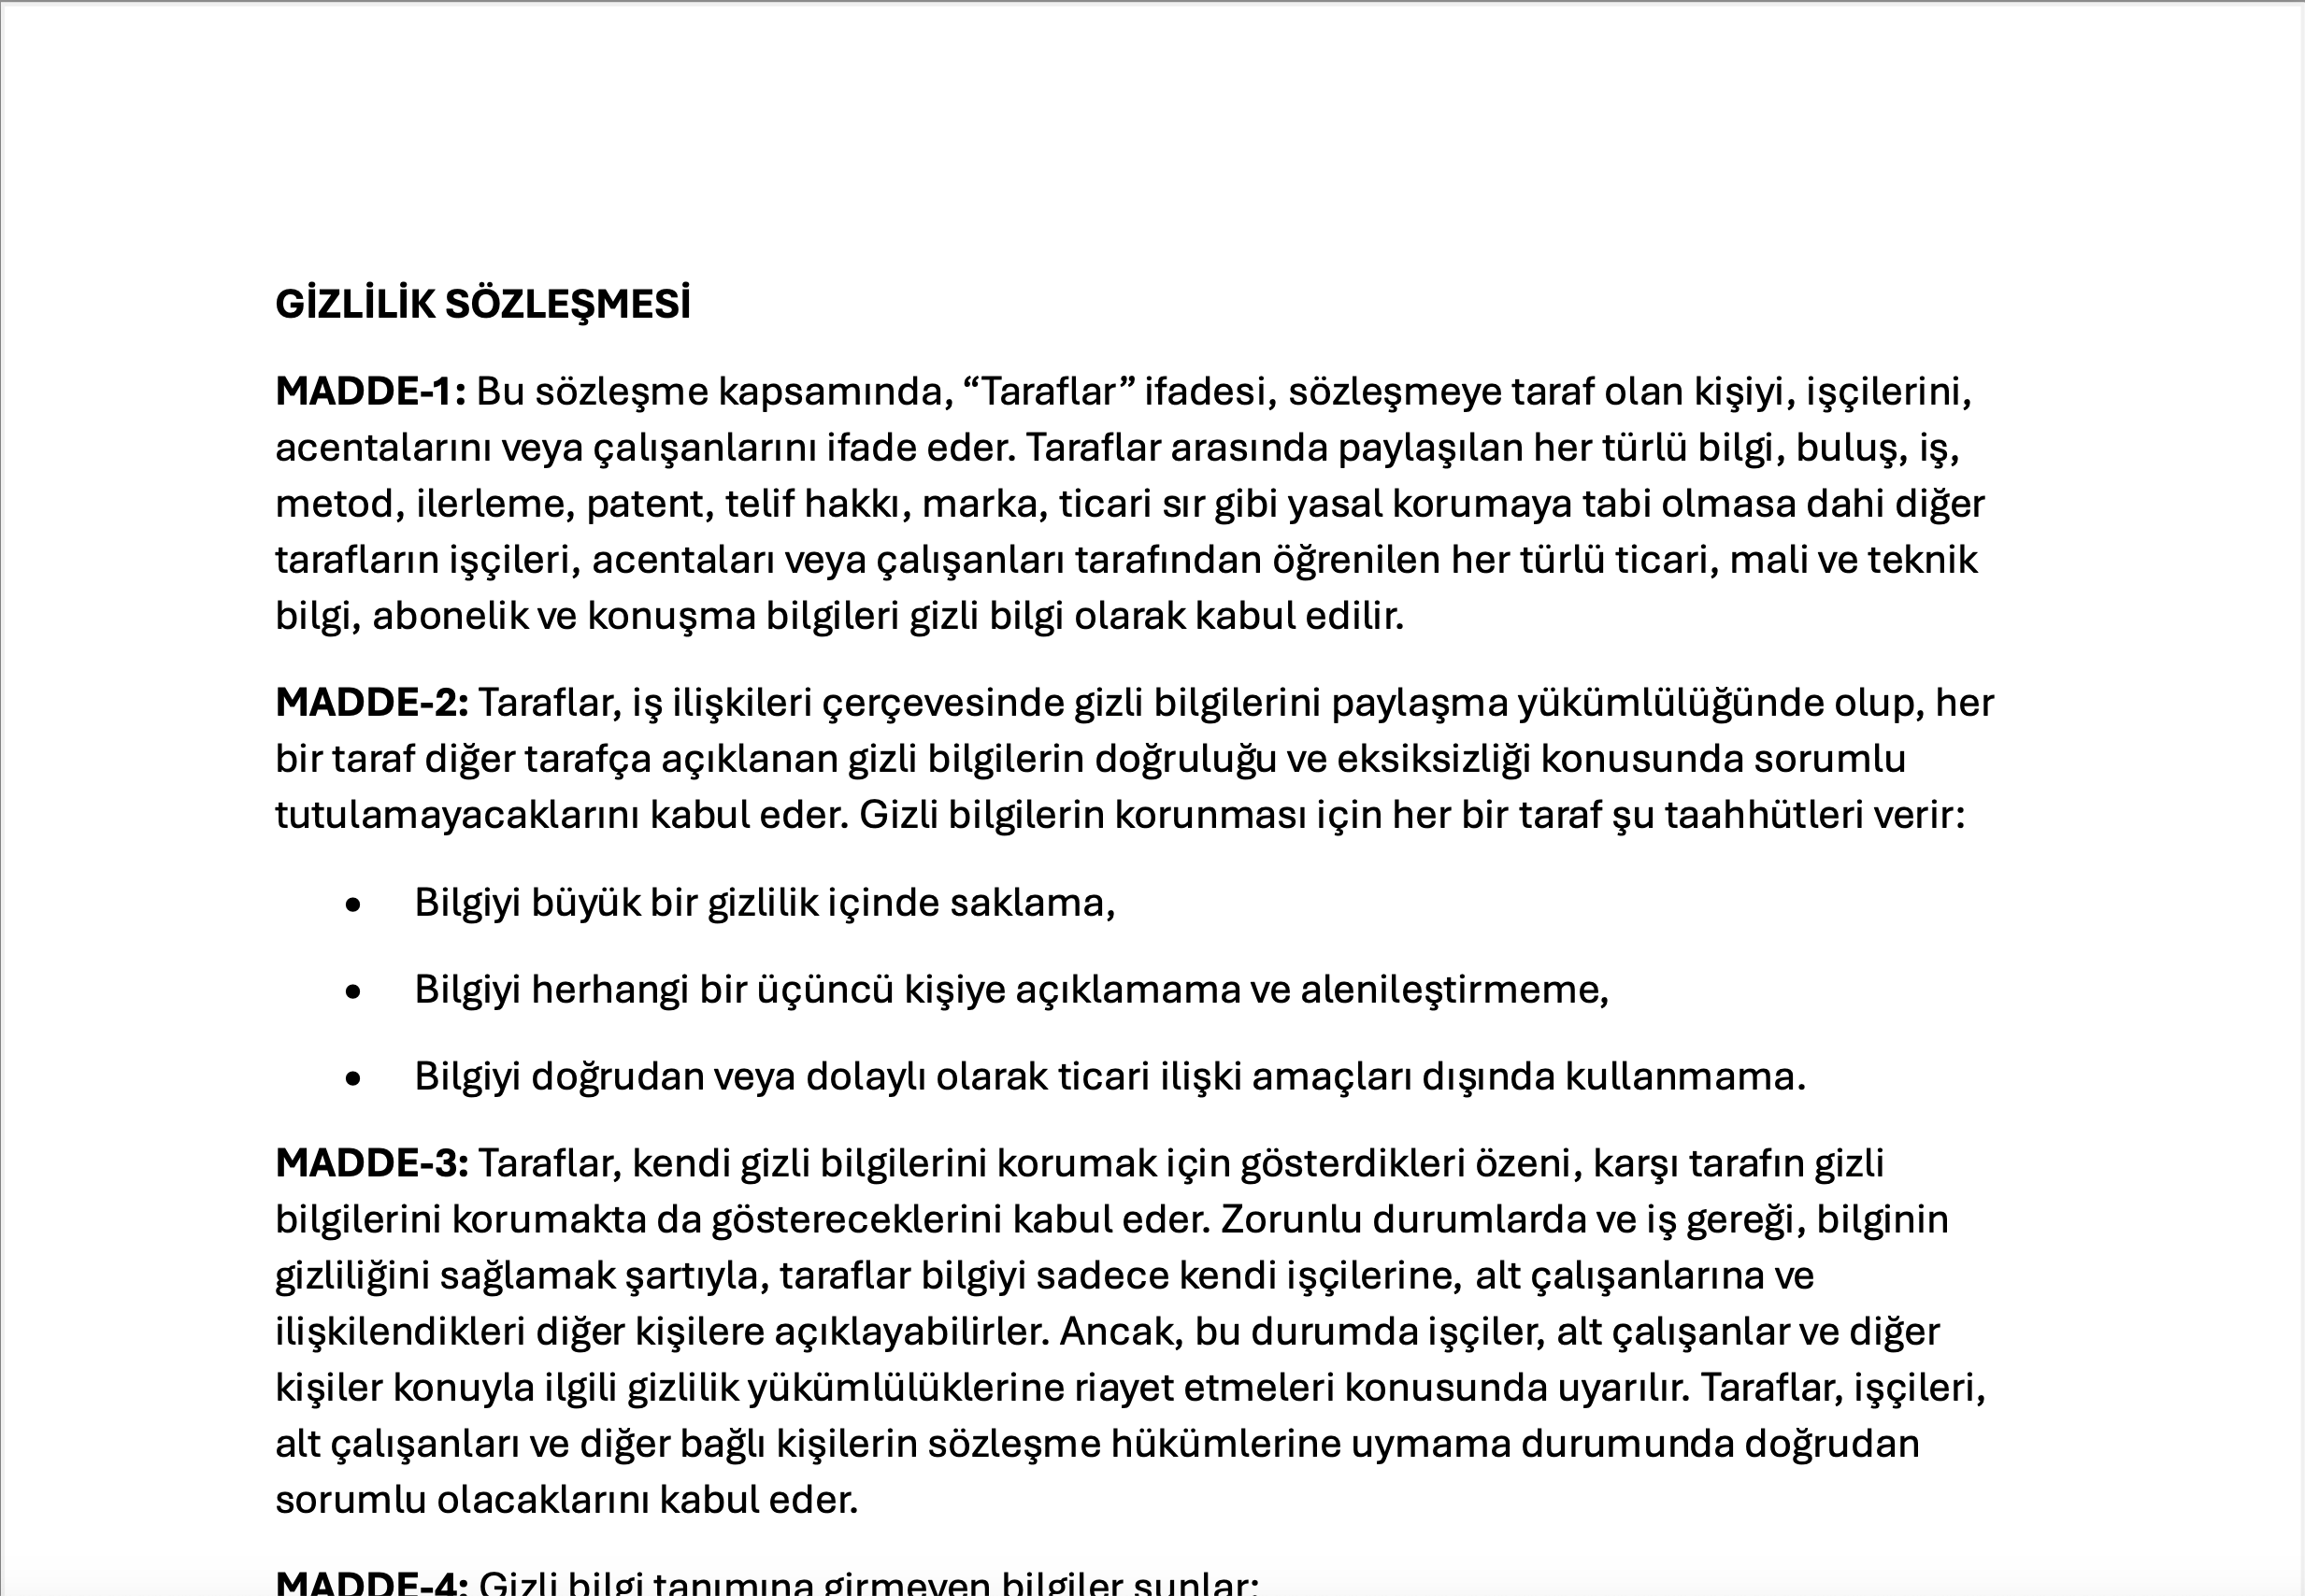 GİZLİLİK SÖZLEŞMESİ
MADDE-1: Bu sözleşme kapsamında, “Taraflar” ifadesi, sözleşmeye taraf olan kişiyi, işçilerini,
acentalarını veya çalışanlarını ifade eder. Taraflar arasında paylaşılan her türlü bilgi, buluş, iş,
metod, ilerleme, patent, telif hakkı, marka, ticari sır gibi yasal korumaya tabi olmasa dahi diğer
tarafların işçileri, acentaları veya çalışanları tarafından öğrenilen her türlü ticari, mali ve teknik
bilgi, abonelik ve konuşma bilgileri gizli bilgi olarak kabul edilir.
MADDE-2: Taraflar, iş ilişkileri çerçevesinde gizli bilgilerini paylaşma yükümlülüğünde olup, her
bir taraf diğer tarafça açıklanan gizli bilgilerin doğruluğu ve eksiksizliği konusunda sorumlu
tutulamayacaklarını kabul eder. Gizli bilgilerin korunması için her bir taraf şu taahhütleri verir:
• Bilgiyi büyük bir gizlilik içinde saklama,
• Bilgiyi herhangi bir üçüncü kişiye açıklamama ve alenileştirmeme,
• Bilgiyi doğrudan veya dolaylı olarak ticari ilişki amaçları dışında kullanmama.
MADDE-3: Taraflar, kendi gizli bilgilerini korumak için gösterdikleri özeni, karşı tarafın gizli
bilgilerini korumakta da göstereceklerini kabul eder. Zorunlu durumlarda ve iş gereği, bilginin
gizliliğini sağlamak şartıyla, taraflar bilgiyi sadece kendi işçilerine, alt çalışanlarına ve
ilişkilendikleri diğer kişilere açıklayabilirler. Ancak, bu durumda işçiler, alt çalışanlar ve diğer
kişiler konuyla ilgili gizlilik yükümlülüklerine riayet etmeleri konusunda uyarılır. Taraflar, işçileri,
alt çalışanları ve diğer bağlı kişilerin sözleşme hükümlerine uymama durumunda doğrudan
sorumlu olacaklarını kabul eder.
MADDE-4: Gizli bilgi tanımına girmeyen bilgiler şunlar: